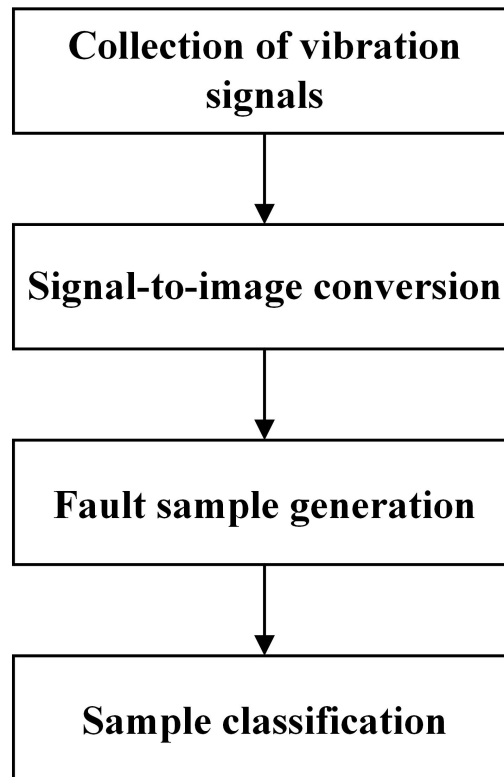 Collection of vibration
signals
Signal-to-image conversion
Fault sample generation
Sample classification